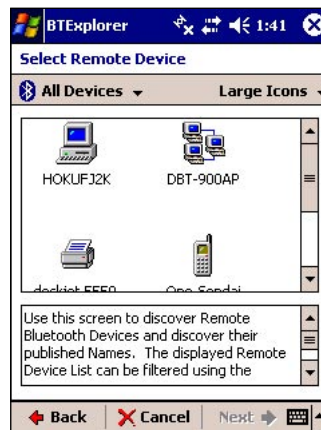 BTExplorer 1:41
Select Remote Device
All Devices Large Icons
HOKUFJ2K DBT-900AP
Use this screen to discover Remote
Bluetooth Devices and discover their
published Names. The displayed Remote
Device List can be filtered using the
Back Cancel Next